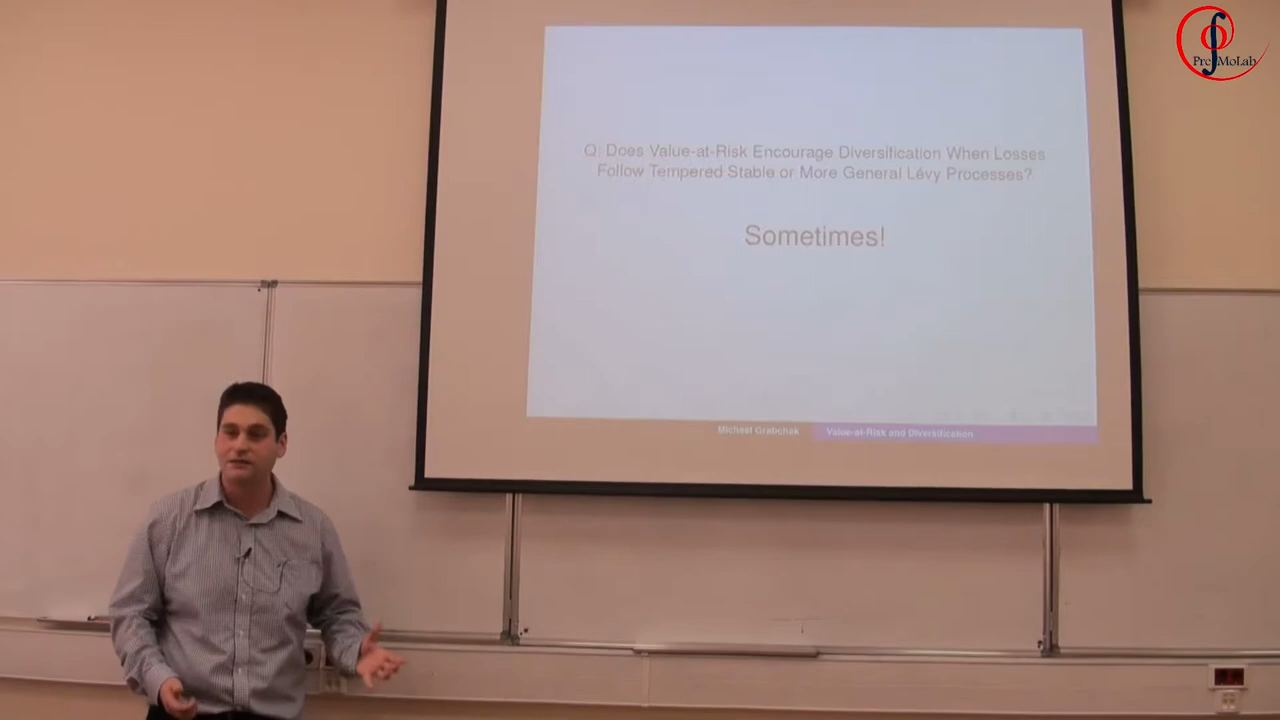 PreMoLab
Q: Does Value-at-Risk Encourage Diversification When Losses
Follow Tempered Stable or More General Lévy Processes?
Sometimes!
Michael Grabchak
Value-at-Risk and Diversification